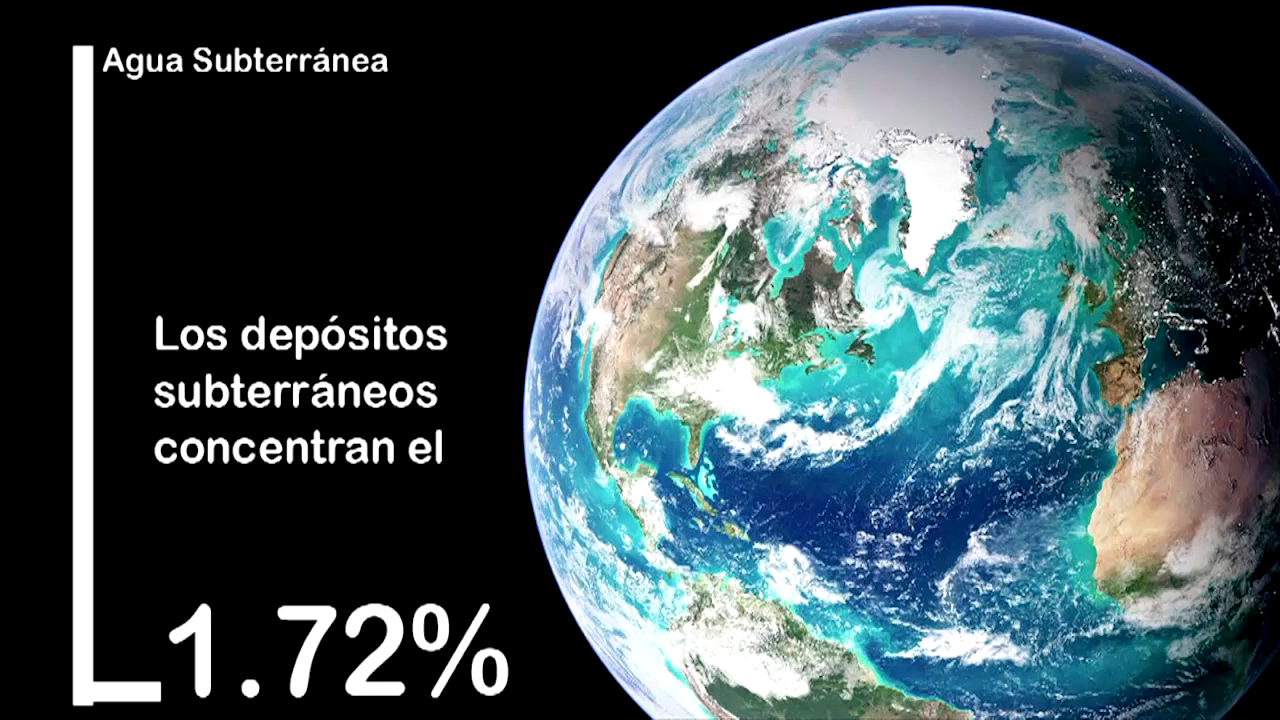 Agua Subterránea
Los depósitos
subterráneos
concentran el
1.72%